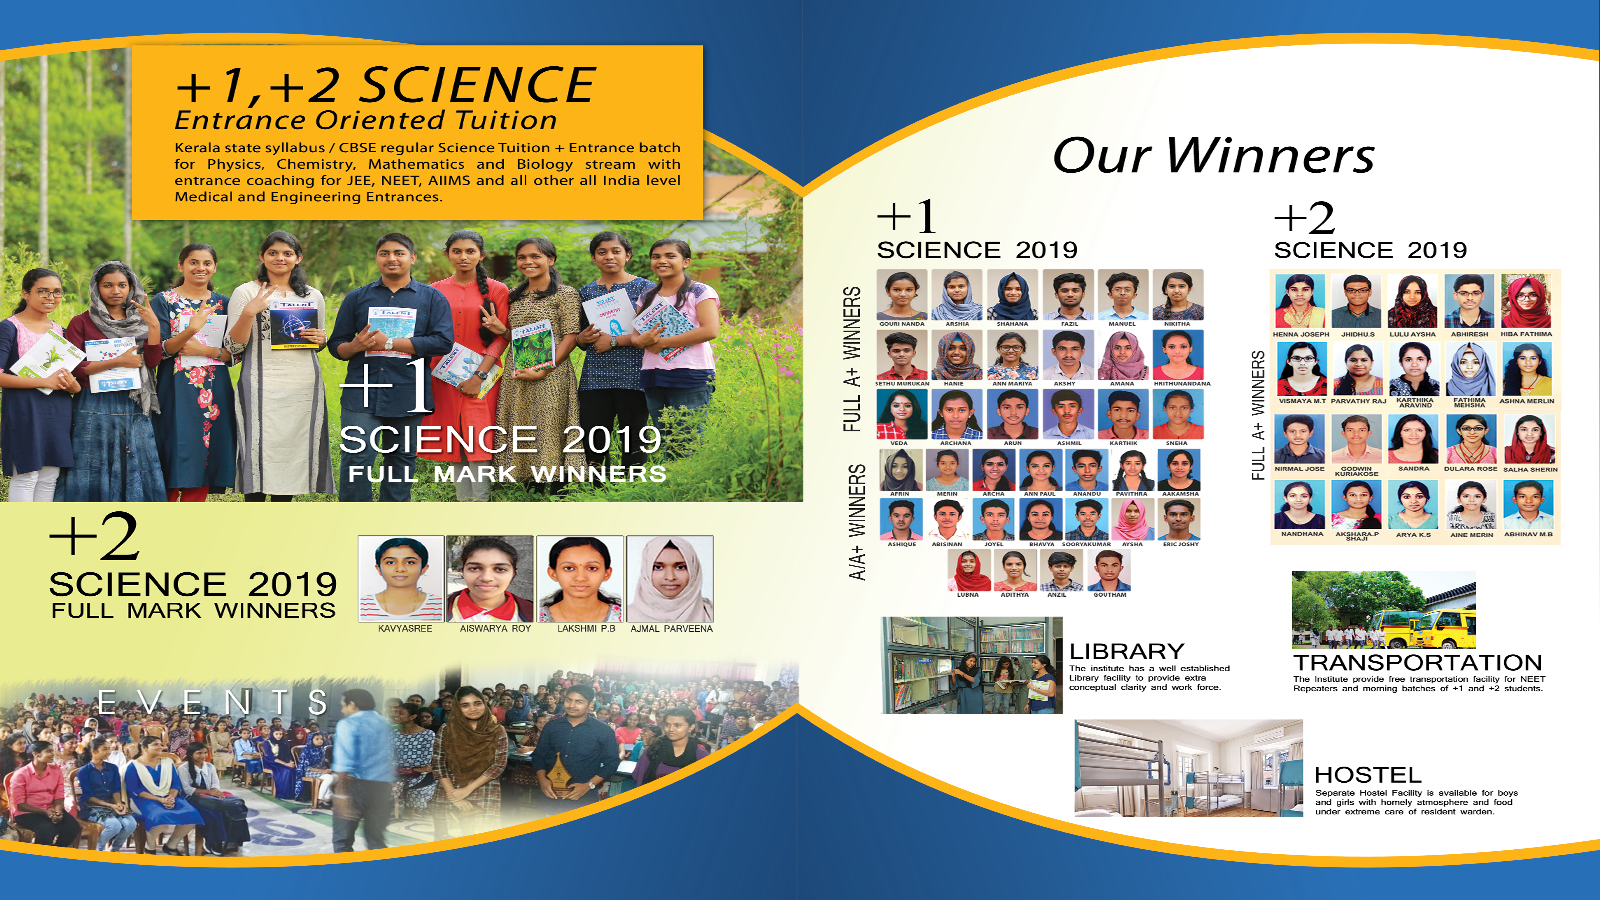 +1,+2 SCIENCE
Entrance Oriented Tuition
Kerala state syllabus / CBSE regular Science Tuition + Entrance batch
for Physics, Chemistry, Mathematics and Biology stream with
entrance coaching for JEE, NEET, AIIMS and all other all India level
Medical and Engineering Entrances.
TALENT
+1
SCIENCE 2019
FULL MARK WINNERS
+2
SCIENCE 2019
FULL MARK WINNERS
KAVYASREE AISWARYA ROY LAKSHMI P.B AJMAL PARVEENA
EVENTS
Our Winners
+1
SCIENCE 2019
FULL A+ WINNERS
GOURI NANDA ARSHIA SHAHANA FAZIL MANUEL NIKITHA
SETHU MURUKAN HANIE ANN MARIYA AKSHY AMANA HRITHUNANDANA
VEDA ARCHANA ARUN ASHMIL KARTHIK SNEHA
A/A+ WINNERS
AFRIN MERIN ARCHA ANN PAUL ANANDU PAVITHRA AAKAMSHA
ASHIQUE ABISINAN JOYEL BHAVYA SOORYAKUMAR AYSHA ERIC JOSHY
LUBNA ADITHYA ANZIL GOUTHAM
+2
SCIENCE 2019
FULL A+ WINNERS
HENNA JOSEPH JHIDHU.S LULU AYSHA ABHIRESH HIBA FATHIMA
VISMAYA M.T PARVATHY RAJ KARTHIKA ARAVIND FATHIMA MEHSHA ASHNA MERLIN
NIRMAL JOSE GODWIN KURIAKOSE SANDRA DULARA ROSE SALHA SHERIN
NANDHANA AKSHARA.P SHAJI ARYA K.S AINE MERIN ABHINAV M.B
LIBRARY
The institute has a well established
Library facility to provide extra
conceptual clarity and work force.
TRANSPORTATION
The Institute provide free transportation facility for NEET
Repeaters and morning batches of +1 and +2 students.
HOSTEL
Separate Hostel Facility is available for boys
and girls with homely atmosphere and food
under extreme care of resident warden.